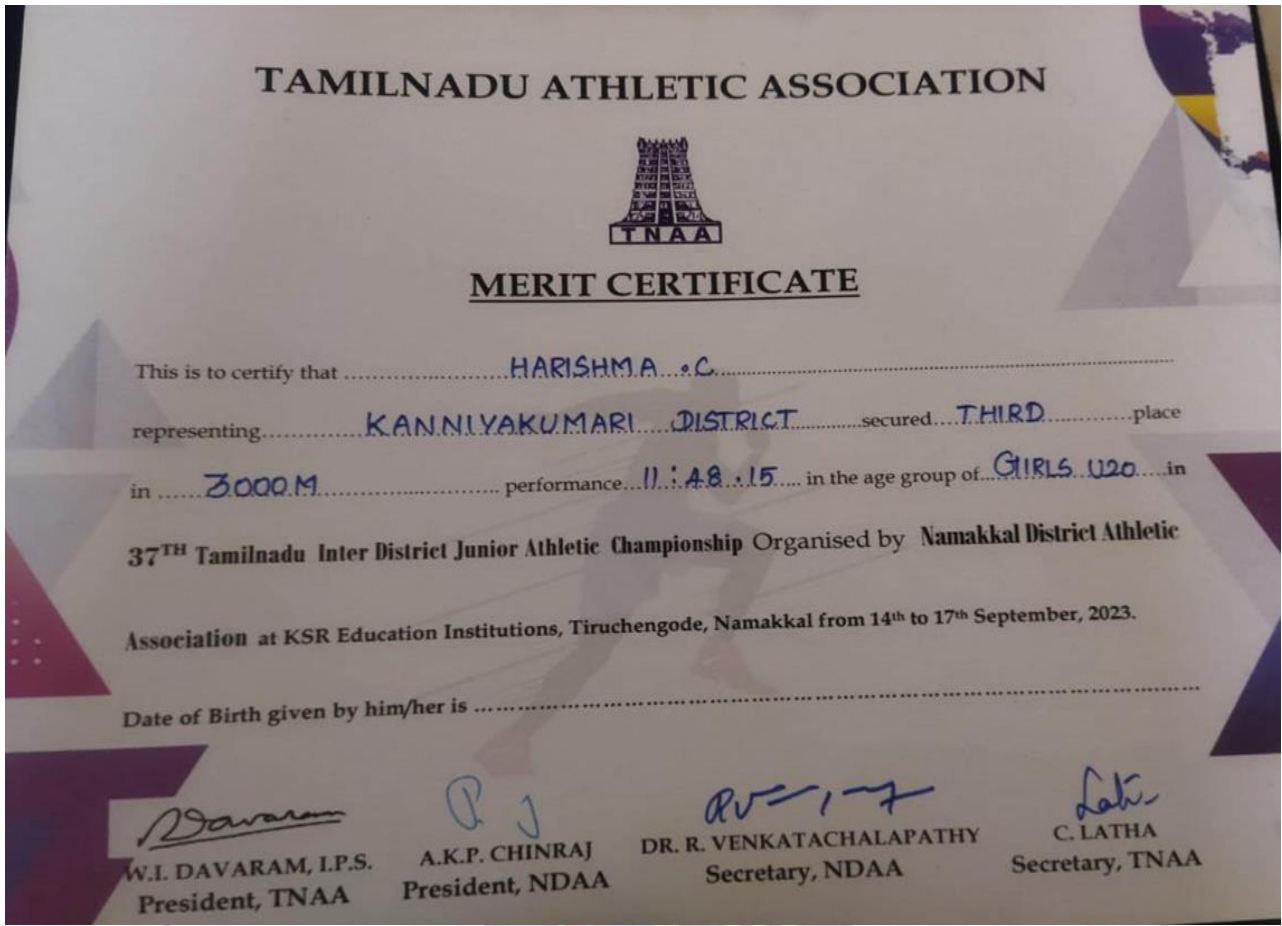 TAMILNADU ATHLETIC ASSOCIATION
TNAA
MERIT CERTIFICATE
This is to certify that ........................ HARISHMA .C ........................
representing ............ KANNIYAKUMARI DISTRICT ............ secured .... THIRD ............ place
in ...... 3000M ........................ performance ... 11:48.15 .... in the age group of ... GIRLS U20 .... in
37TH Tamilnadu Inter District Junior Athletic Championship Organised by Namakkal District Athletic
Association at KSR Education Institutions, Tiruchengode, Namakkal from 14th to 17th September, 2023.
Date of Birth given by him/her is ........................
Davaram
W.I. DAVARAM, I.P.S. A.K.P. CHINRAJ DR. R. VENKATACHALAPATHY C. LATHA
President, TNAA President, NDAA Secretary, NDAA Secretary, TNAA